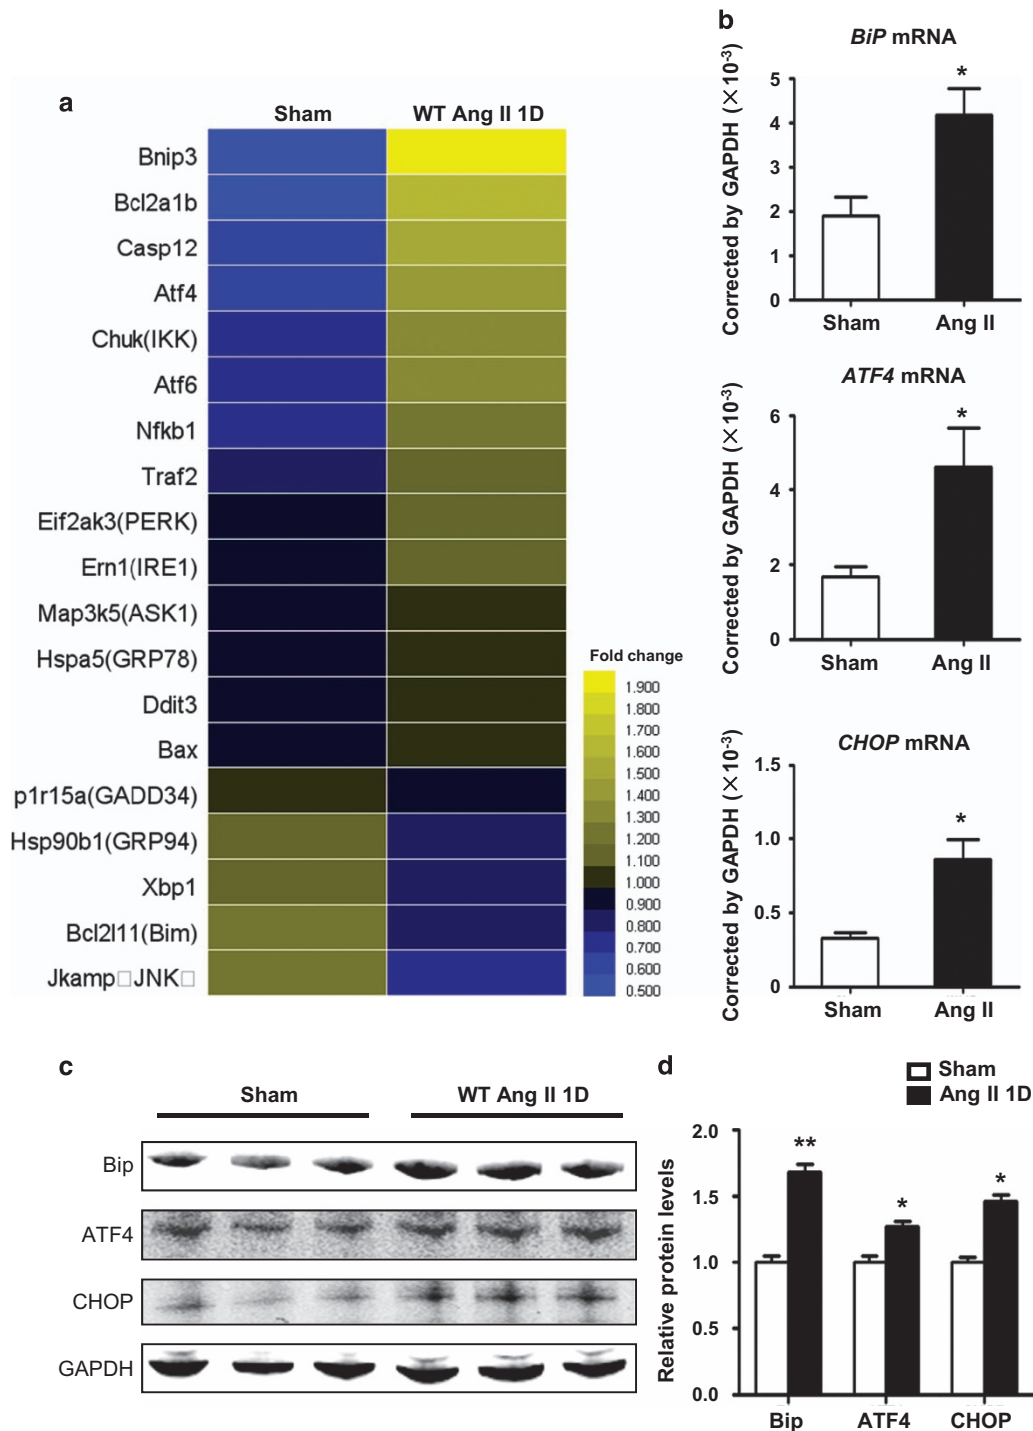 a
Sham
WT Ang II 1D
Bnip3
Bcl2a1b
Casp12
Atf4
Chuk(IKK)
Atf6
Nfkb1
Traf2
Eif2ak3(PERK)
Ern1(IRE1)
Map3k5(ASK1)
Hspa5(GRP78)
Ddit3
Bax
p1r15a(GADD34)
Hsp90b1(GRP94)
Xbp1
Bcl2l11(Bim)
Jkamp□JNK□
Fold change
1.900
1.800
1.700
1.600
1.500
1.400
1.300
1.200
1.100
1.000
0.900
0.800
0.700
0.600
0.500
b
BiP mRNA
Corrected by GAPDH (×10⁻³)
5
4
3
2
1
0
*
Sham
Ang II
ATF4 mRNA
Corrected by GAPDH (×10⁻³)
6
4
2
0
*
Sham
Ang II
CHOP mRNA
Corrected by GAPDH (×10⁻³)
1.5
1.0
0.5
0
*
Sham
Ang II
c
Sham
WT Ang II 1D
Bip
ATF4
CHOP
GAPDH
d
Sham
Ang II 1D
Relative protein levels
2.0
1.5
1.0
0.5
0.0
**
*
*
Bip
ATF4
CHOP